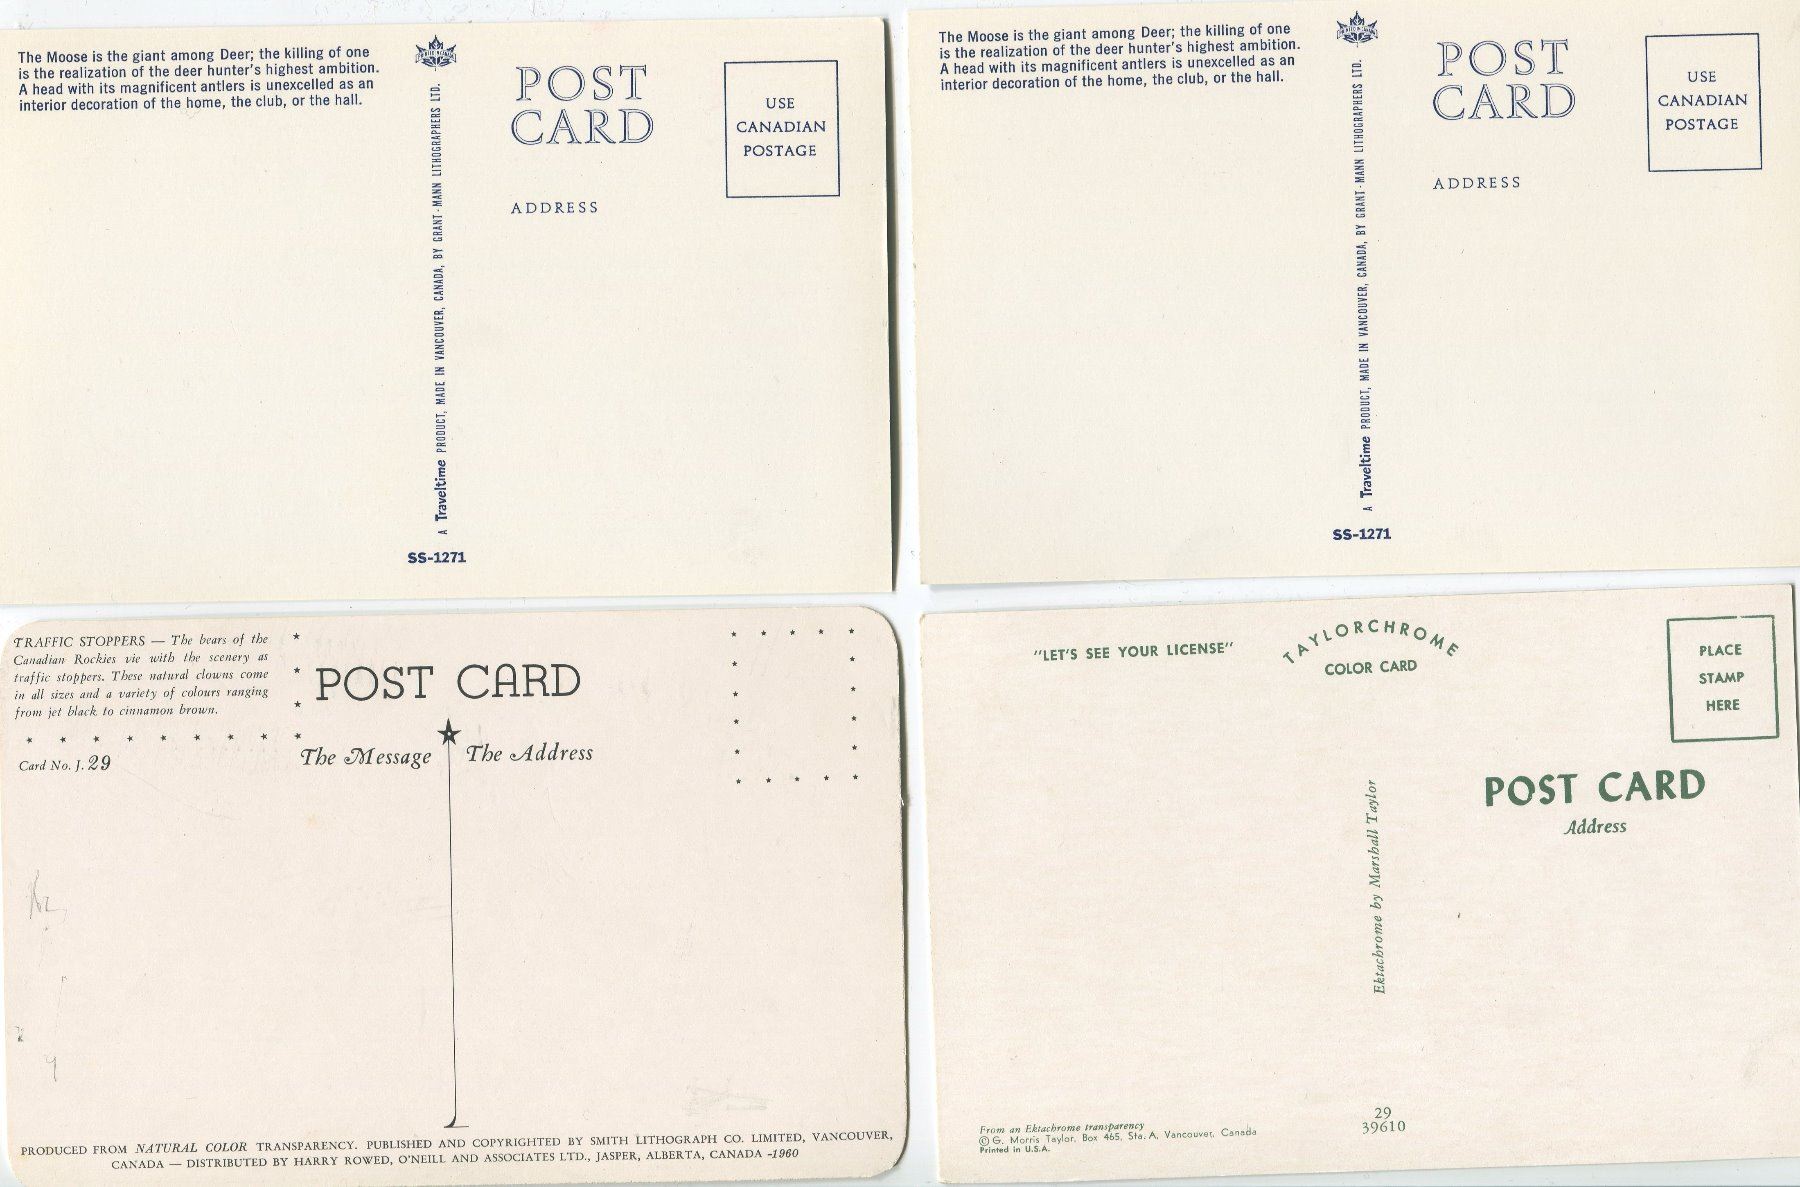 The Moose is the giant among Deer; the killing of one
is the realization of the deer hunter's highest ambition.
A head with its magnificent antlers is unexcelled as an
interior decoration of the home, the club, or the hall.
A Traveltime PRODUCT, MADE IN VANCOUVER, CANADA, BY GRANT-MANN LITHOGRAPHERS LTD.
SS-1271
POST
CARD
ADDRESS
USE
CANADIAN
POSTAGE
The Moose is the giant among Deer; the killing of one
is the realization of the deer hunter's highest ambition.
A head with its magnificent antlers is unexcelled as an
interior decoration of the home, the club, or the hall.
A Traveltime PRODUCT, MADE IN VANCOUVER, CANADA, BY GRANT-MANN LITHOGRAPHERS LTD.
SS-1271
POST
CARD
ADDRESS
USE
CANADIAN
POSTAGE
TRAFFIC STOPPERS — The bears of the
Canadian Rockies vie with the scenery as
traffic stoppers. These natural clowns come
in all sizes and a variety of colours ranging
from jet black to cinnamon brown.
Card No. J. 29
POST CARD
The Message
The Address
PRODUCED FROM NATURAL COLOR TRANSPARENCY. PUBLISHED AND COPYRIGHTED BY SMITH LITHOGRAPH CO. LIMITED, VANCOUVER,
CANADA — DISTRIBUTED BY HARRY ROWED, O'NEILL AND ASSOCIATES LTD., JASPER, ALBERTA, CANADA -1960
"LET'S SEE YOUR LICENSE"
TAYLORCHROME
COLOR CARD
PLACE
STAMP
HERE
POST CARD
Address
Ektachrome by Marshall Taylor
29
39610
From an Ektachrome transparency
© G. Morris Taylor, Box 465, Sta. A, Vancouver, Canada
Printed in U.S.A.